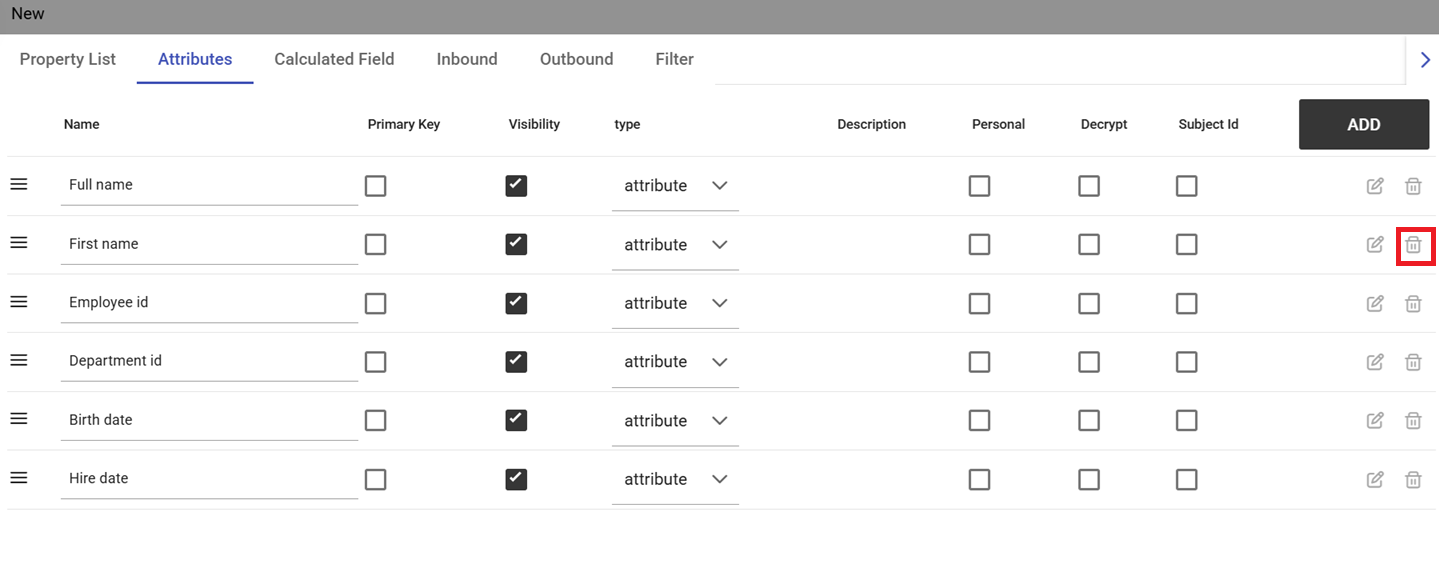 New
Property List Attributes Calculated Field Inbound Outbound Filter
Name Primary Key Visibility type Description Personal Decrypt Subject Id ADD
Full name attribute
First name attribute
Employee id attribute
Department id attribute
Birth date attribute
Hire date attribute